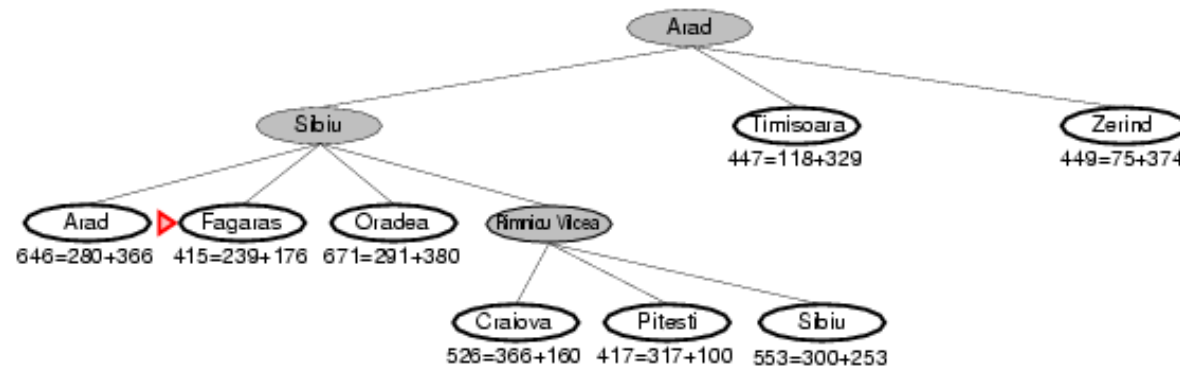 Arad
Sibiu
Timisoara
Zerind
447=118+329
449=75+374
Arad
Fagaras
Oradea
Rimnicu Vilcea
646=280+366
415=239+176
671=291+380
Craiova
Pitesti
Sibiu
526=366+160
417=317+100
553=300+253